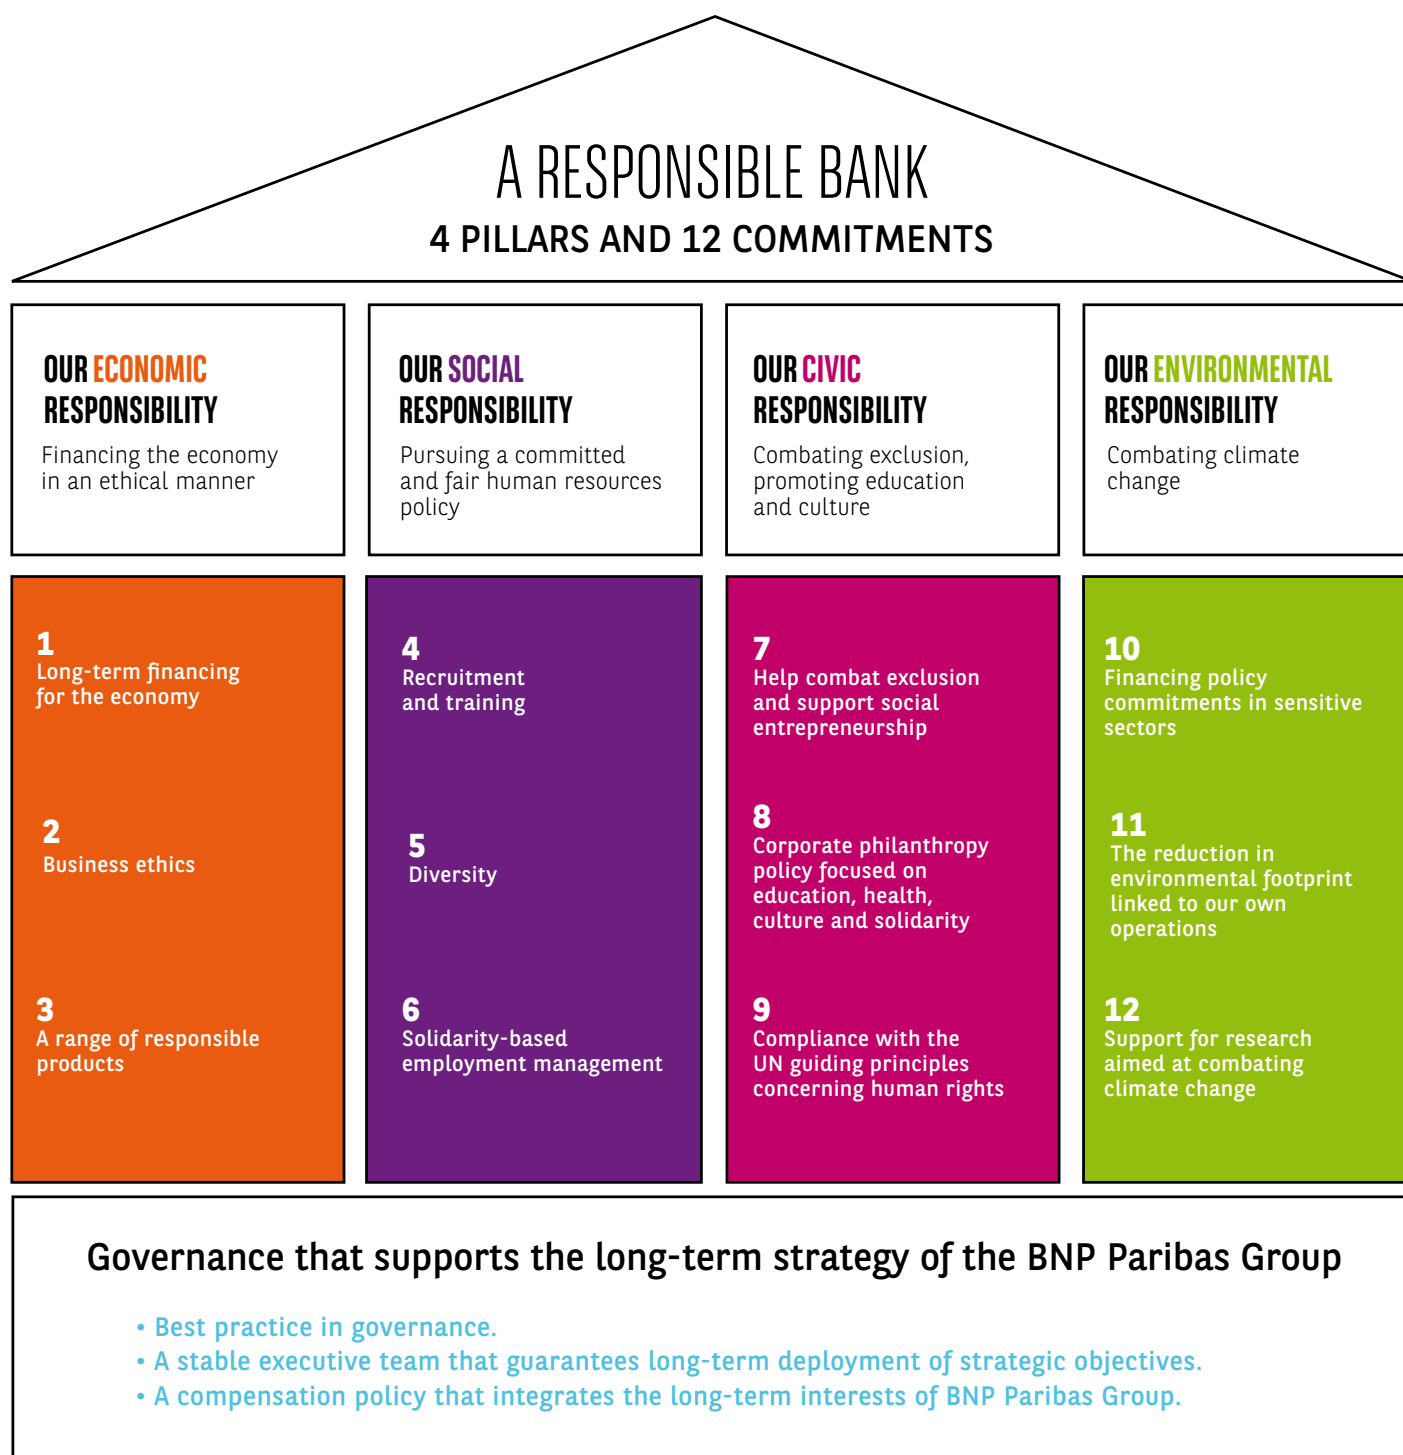 A RESPONSIBLE BANK
4 PILLARS AND 12 COMMITMENTS
OUR ECONOMIC
RESPONSIBILITY
Financing the economy
in an ethical manner
OUR SOCIAL
RESPONSIBILITY
Pursuing a committed
and fair human resources
policy
OUR CIVIC
RESPONSIBILITY
Combating exclusion,
promoting education
and culture
OUR ENVIRONMENTAL
RESPONSIBILITY
Combating climate
change
1
Long-term financing
for the economy
2
Business ethics
3
A range of responsible
products
4
Recruitment
and training
5
Diversity
6
Solidarity-based
employment management
7
Help combat exclusion
and support social
entrepreneurship
8
Corporate philanthropy
policy focused on
education, health,
culture and solidarity
9
Compliance with the
UN guiding principles
concerning human rights
10
Financing policy
commitments in sensitive
sectors
11
The reduction in
environmental footprint
linked to our own
operations
12
Support for research
aimed at combating
climate change
Governance that supports the long-term strategy of the BNP Paribas Group
• Best practice in governance.
• A stable executive team that guarantees long-term deployment of strategic objectives.
• A compensation policy that integrates the long-term interests of BNP Paribas Group.